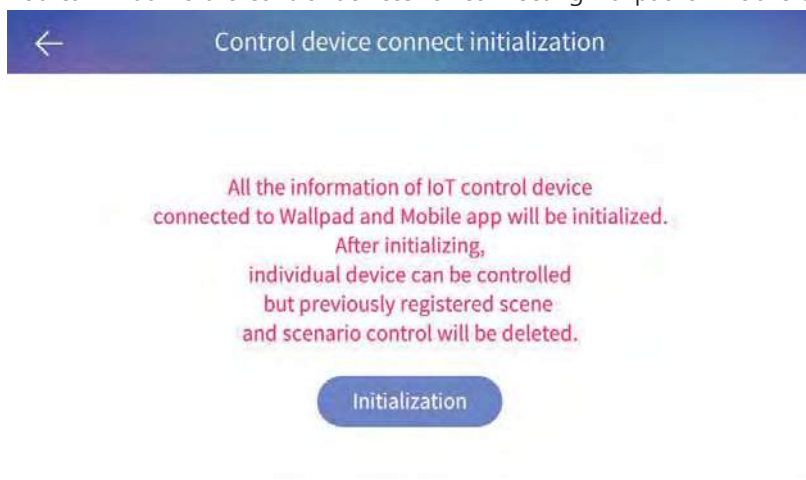 Control device connect initialization
All the information of IoT control device
connected to Wallpad and Mobile app will be initialized.
After initializing,
individual device can be controlled
but previously registered scene
and scenario control will be deleted.
Initialization